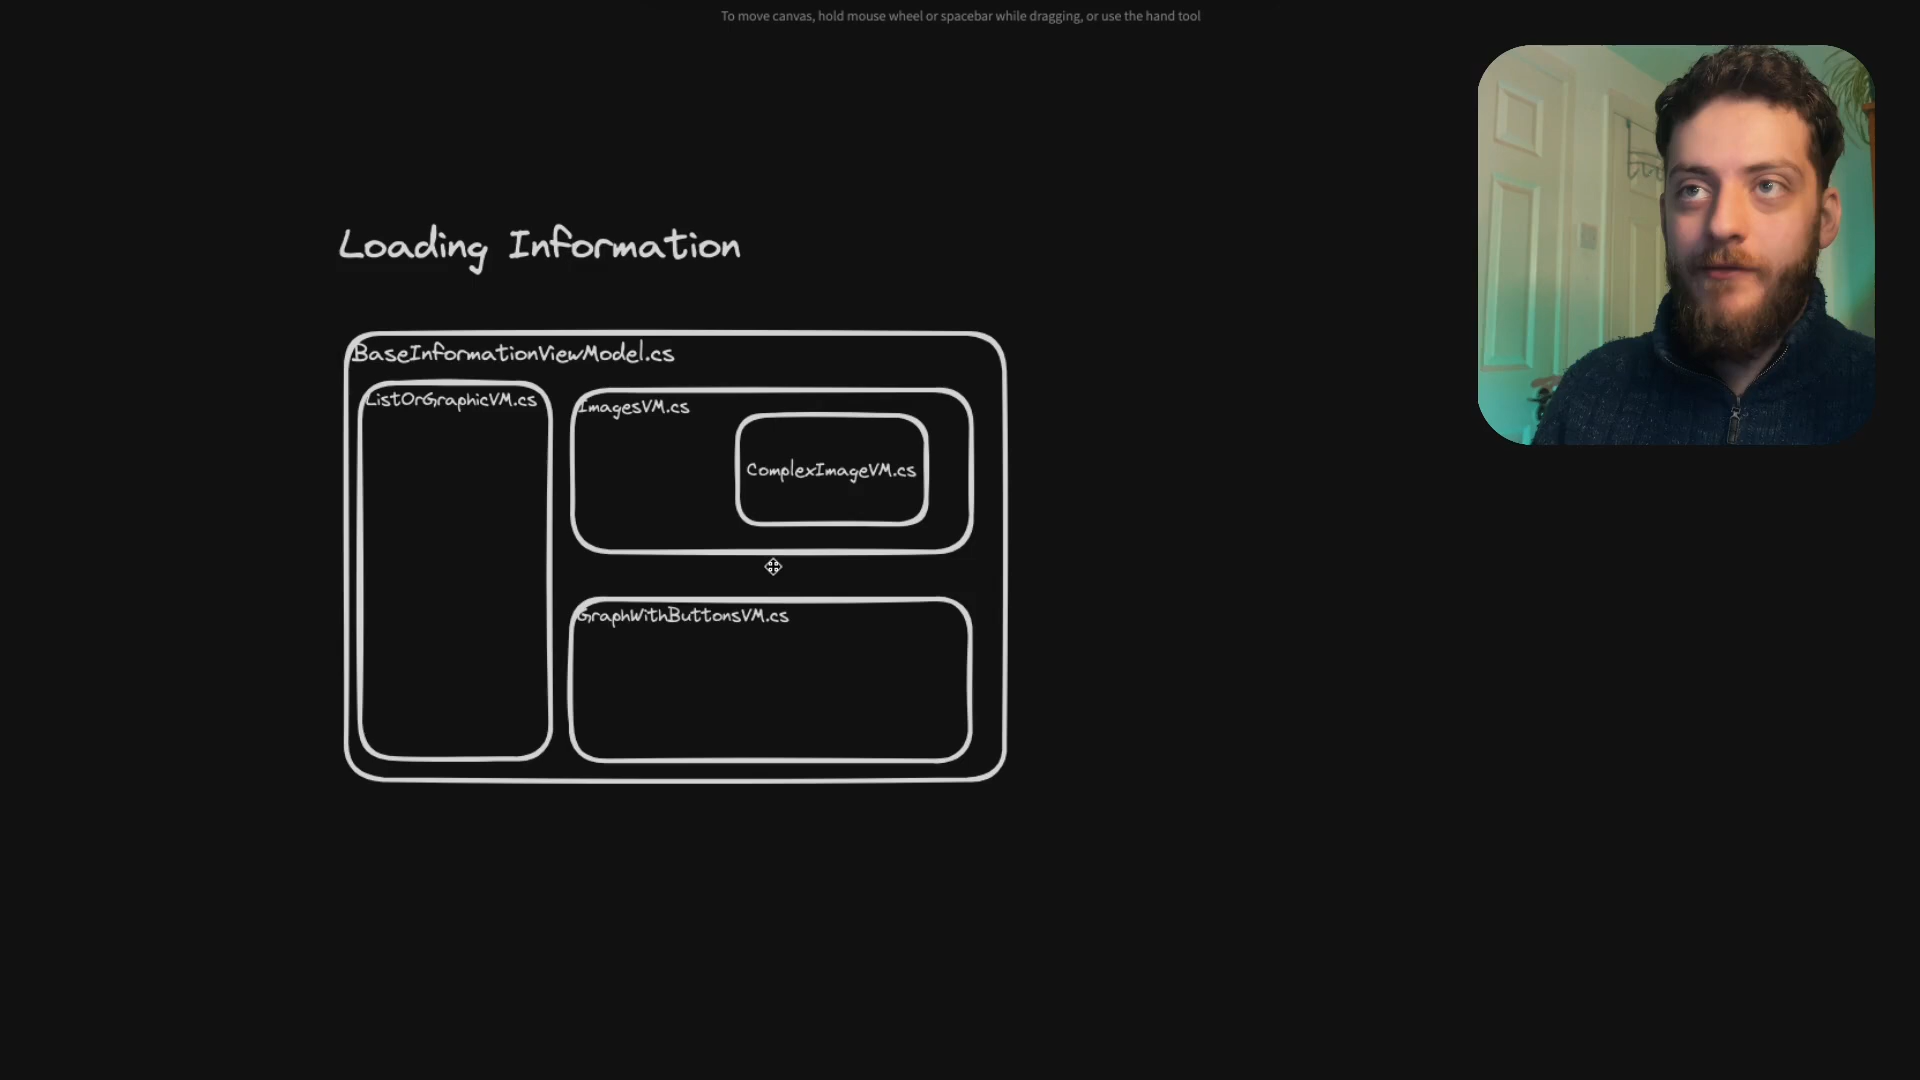 To move canvas, hold mouse wheel or spacebar while dragging, or use the hand tool
Loading Information
BaseInformationViewModel.cs
ListOrGraphicVM.cs
ImagesVM.cs
ComplexImageVM.cs
GraphWithButtonsVM.cs